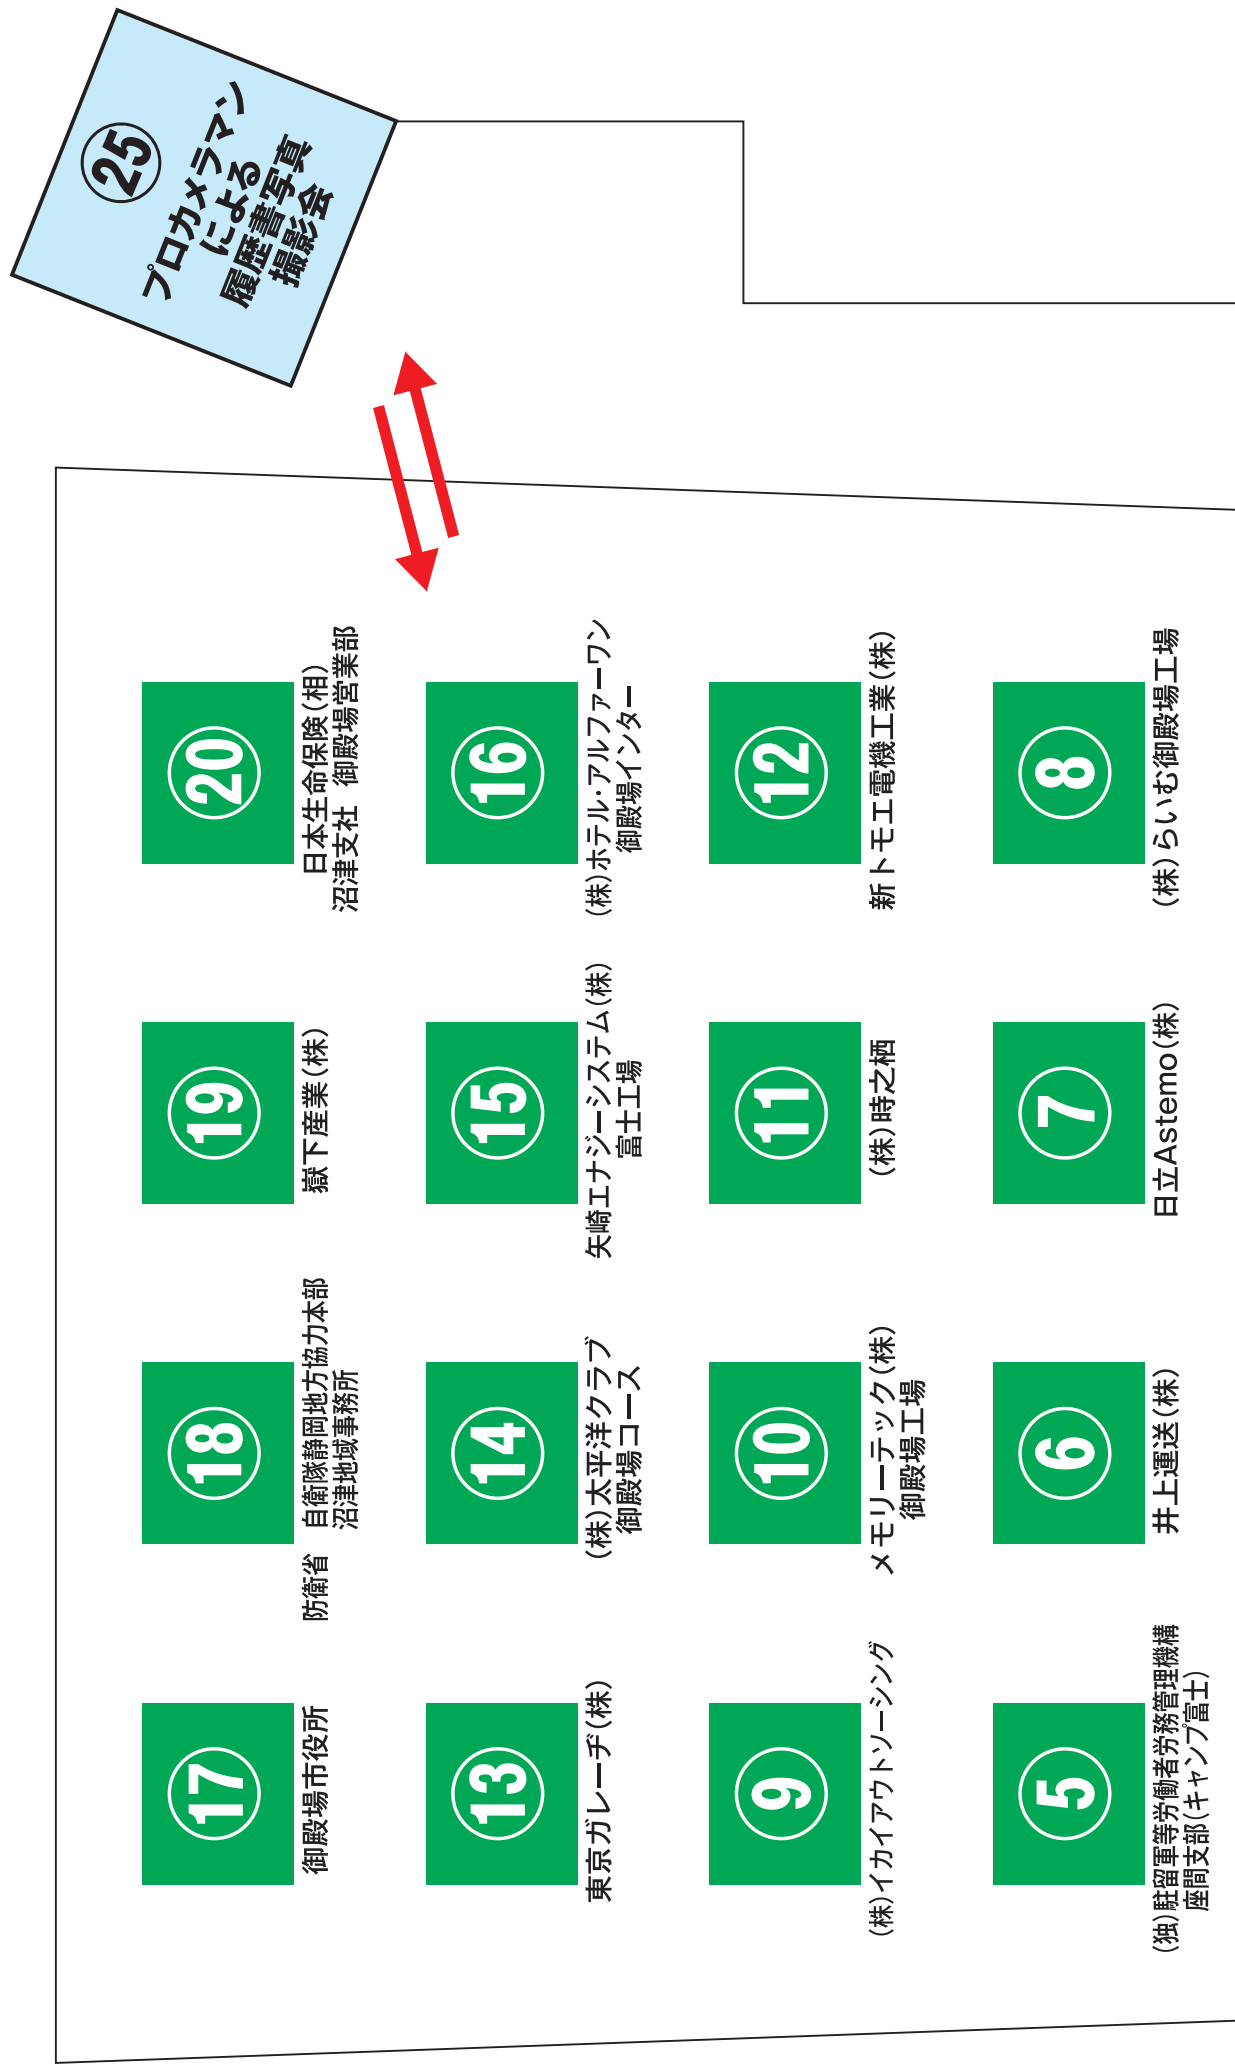 25
プロカメラマン
による
履歴書写真
撮影会
17
御殿場市役所
18
防衛省　自衛隊静岡地方協力本部
沼津地域事務所
19
嶽下産業(株)
20
日本生命保険(相)
沼津支社　御殿場営業部
13
東京ガレーヂ(株)
14
(株)太平洋クラブ
御殿場コース
15
矢崎エナジーシステム(株)
富士工場
16
(株)ホテル・アルファーワン
御殿場インター
9
(株)イカイアウトソーシング
10
メモリーテック(株)
御殿場工場
11
(株)時之栖
12
新トモエ電機工業(株)
5
(独)駐留軍等労働者労務管理機構
座間支部(キャンプ富士)
6
井上運送(株)
7
日立Astemo(株)
8
(株)らいむ御殿場工場